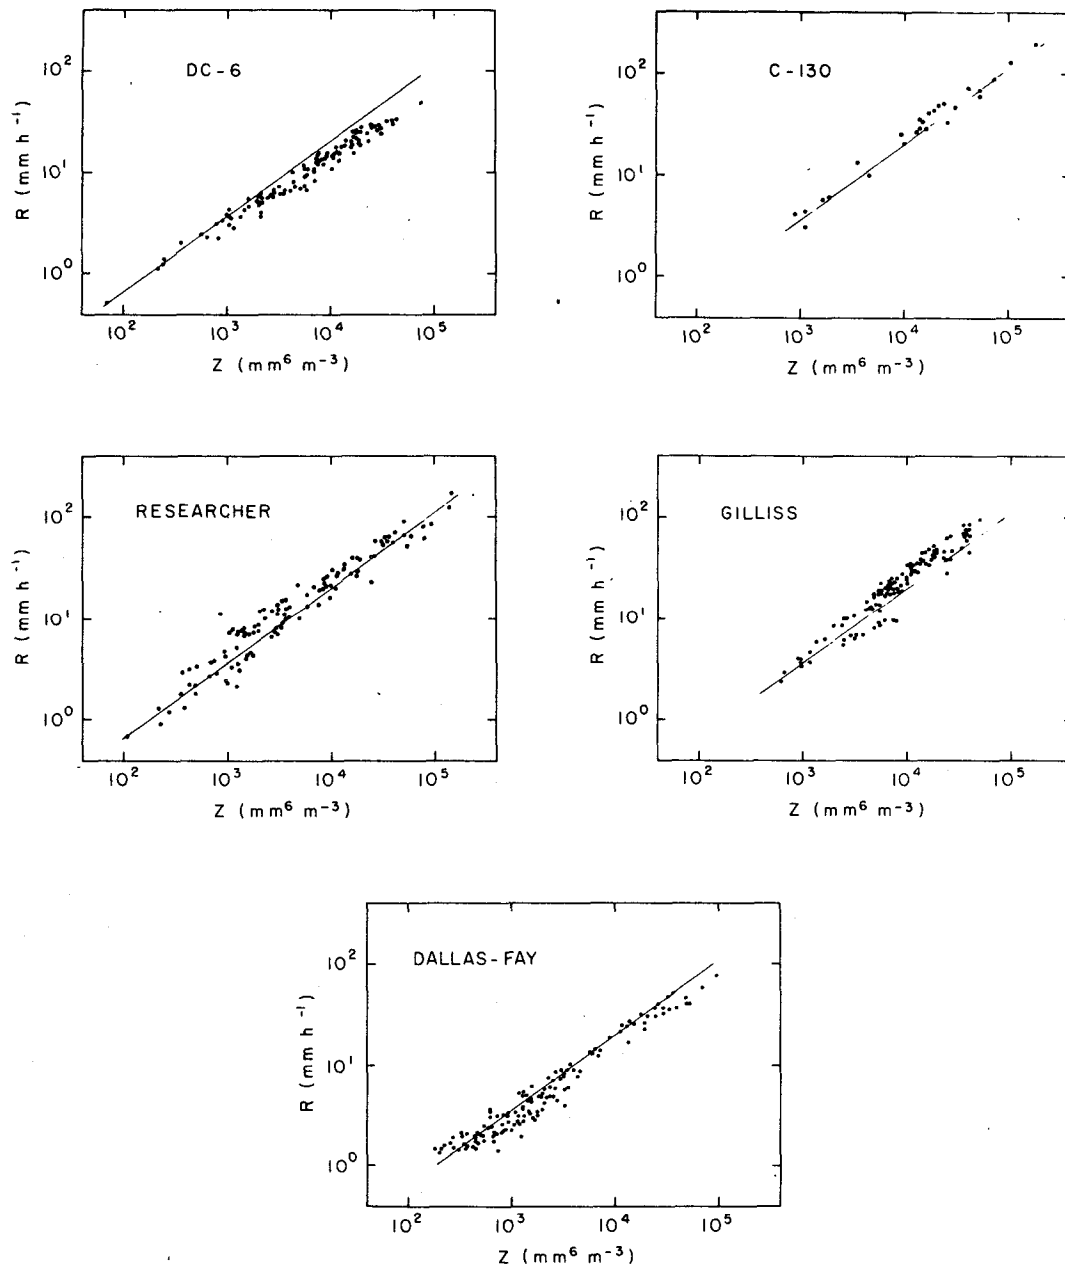 DC-6
R (mm h⁻¹)
10²
10¹
10⁰
10² 10³ 10⁴ 10⁵
Z (mm⁶ m⁻³)
C-130
R (mm h⁻¹)
10²
10¹
10⁰
10² 10³ 10⁴ 10⁵
Z (mm⁶ m⁻³)
RESEARCHER
R (mm h⁻¹)
10²
10¹
10⁰
10² 10³ 10⁴ 10⁵
Z (mm⁶ m⁻³)
GILLISS
R (mm h⁻¹)
10²
10¹
10⁰
10² 10³ 10⁴ 10⁵
Z (mm⁶ m⁻³)
DALLAS-FAY
R (mm h⁻¹)
10²
10¹
10⁰
10² 10³ 10⁴ 10⁵
Z (mm⁶ m⁻³)